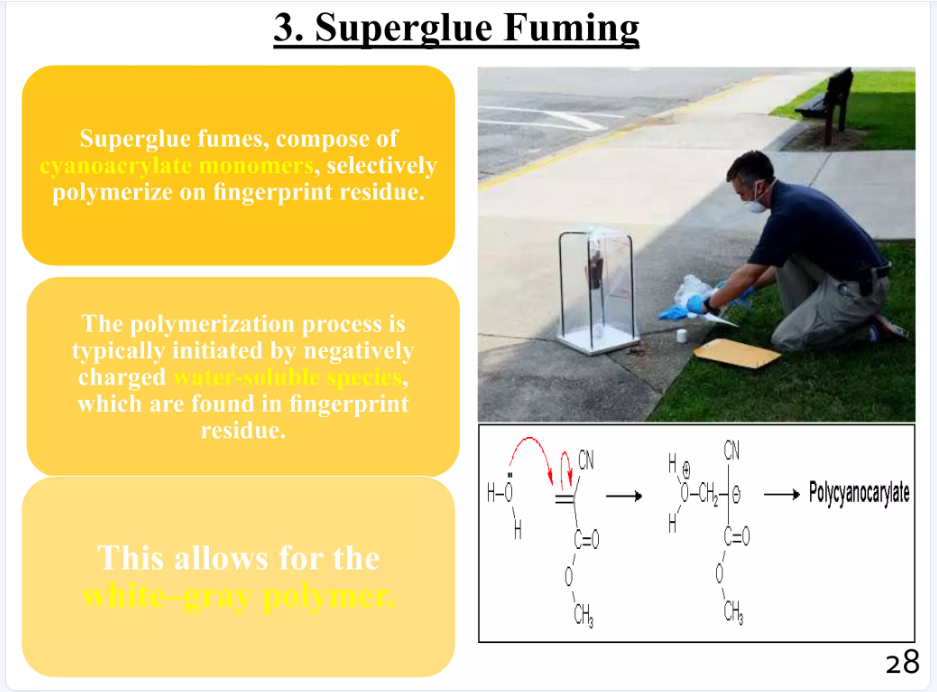 3. Superglue Fuming
Superglue fumes, compose of
cyanoacrylate monomers, selectively
polymerize on fingerprint residue.
The polymerization process is
typically initiated by negatively
charged water-soluble species,
which are found in fingerprint
residue.
This allows for the
white–gray polymer.
CN
H–O
H
C=O
O
CH₃
H
⊕
O–CH₂
H
CN
⊖
C=O
O
CH₃
Polycyanocarylate
28